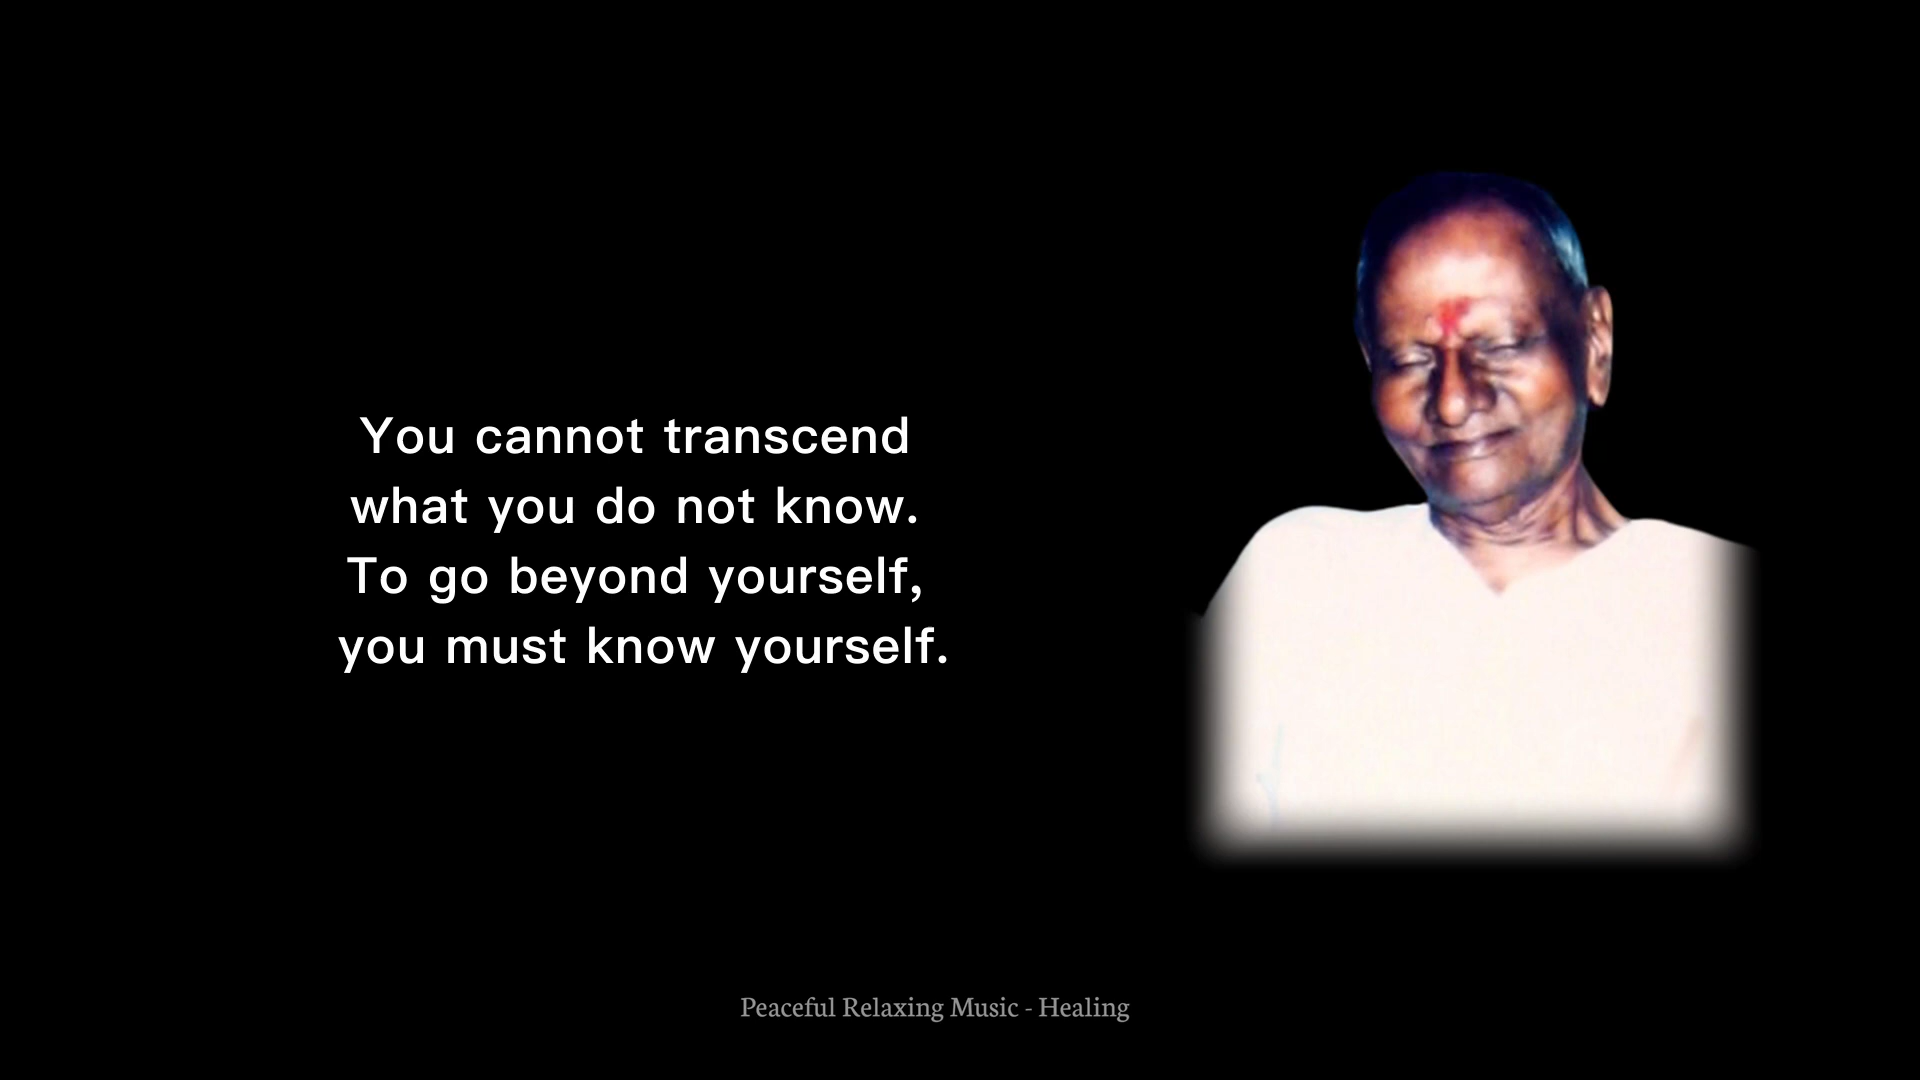 You cannot transcend
what you do not know.
To go beyond yourself,
you must know yourself.
Peaceful Relaxing Music - Healing